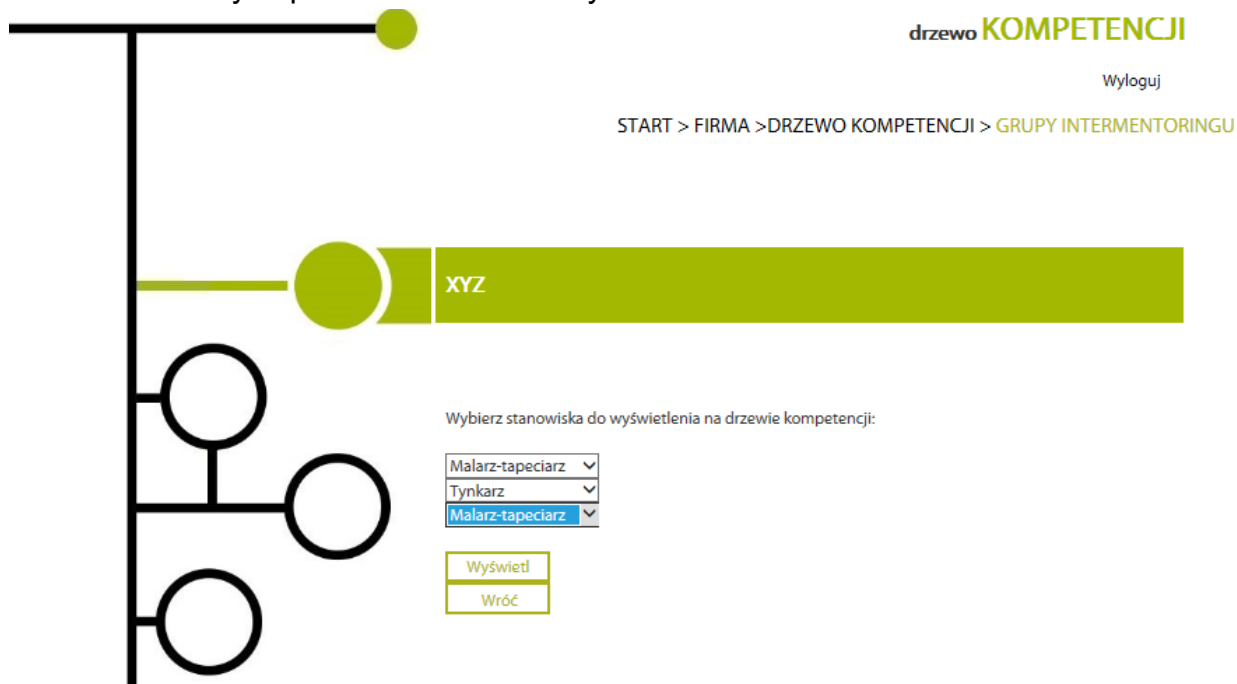 drzewo KOMPETENCJI
Wyloguj
START > FIRMA >DRZEWO KOMPETENCJI > GRUPY INTERMENTORINGU
XYZ
Wybierz stanowiska do wyświetlenia na drzewie kompetencji:
Malarz-tapeciarz
Tynkarz
Malarz-tapeciarz
Wyświetl
Wróć